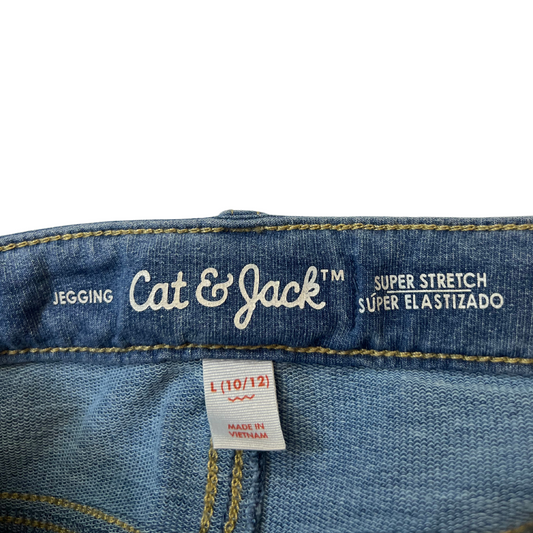 JEGGING
Cat & Jack™
SUPER STRETCH
SÚPER ELASTIZADO
L (10/12)
MADE IN
VIETNAM